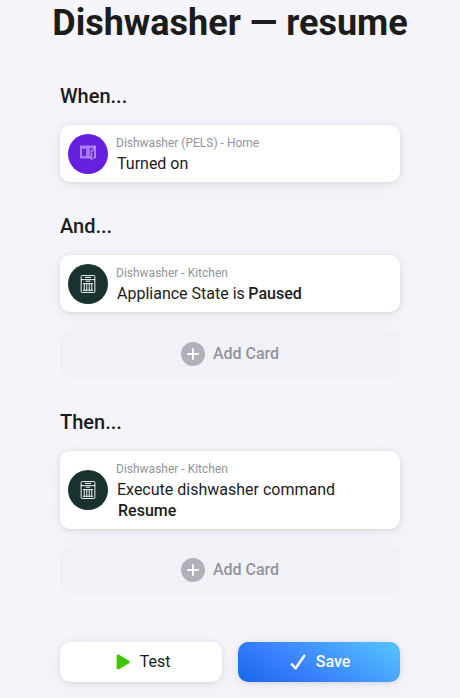 Dishwasher — resume
When...
Dishwasher (PELS) - Home
Turned on
And...
Dishwasher - Kitchen
Appliance State is Paused
Add Card
Then...
Dishwasher - Kitchen
Execute dishwasher command
Resume
Add Card
Test
Save